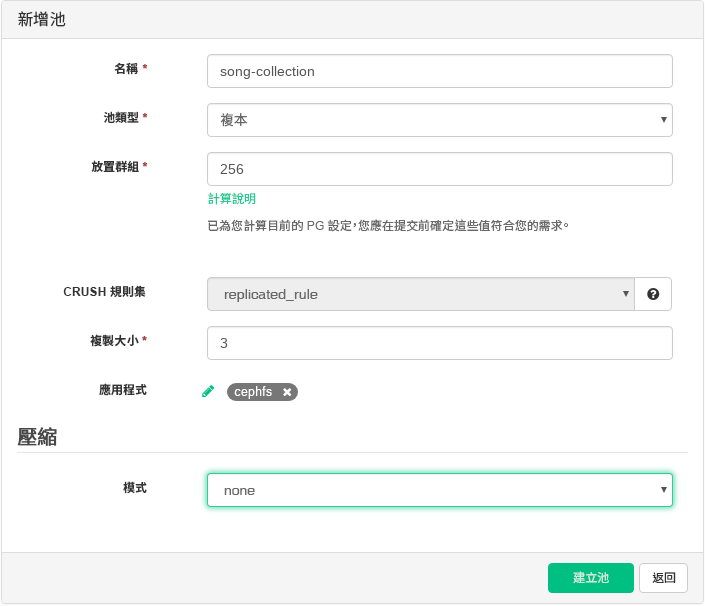 新增池
名稱 *
song-collection
池類型 *
複本
放置群組 *
256
計算說明
已為您計算目前的 PG 設定，您應在提交前確定這些值符合您的需求。
CRUSH 規則集
replicated_rule
複製大小 *
3
應用程式
cephfs
壓縮
模式
none
建立池 返回